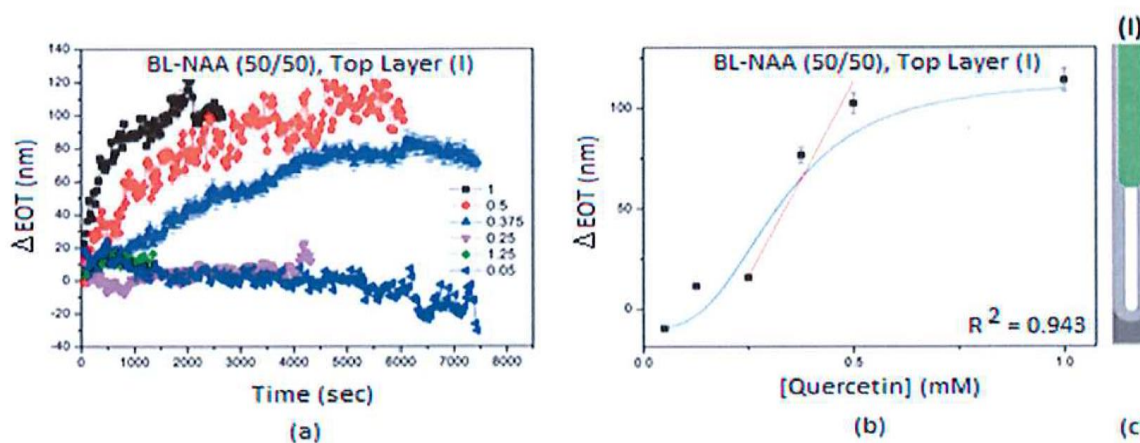 BL-NAA (50/50), Top Layer (I)
140
120
100
80
60
40
20
0
-20
-40
ΔEOT (nm)
1
0.5
0.375
0.25
1.25
0.05
0 1000 2000 3000 4000 5000 6000 7000 8000
Time (sec)
(a)
BL-NAA (50/50), Top Layer (I)
100
50
0
ΔEOT (nm)
R² = 0.943
0.0 0.5 1.0
[Quercetin] (mM)
(b)
(I)
(c